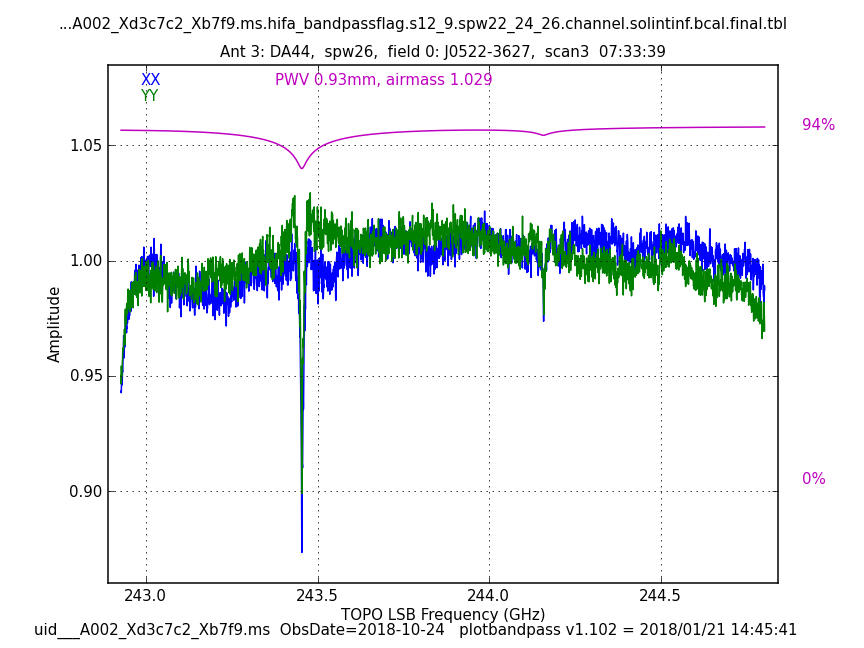 ...A002_Xd3c7c2_Xb7f9.ms.hifa_bandpassflag.s12_9.spw22_24_26.channel.solintinf.bcal.final.tbl
Ant 3: DA44, spw26, field 0: J0522-3627, scan3 07:33:39
XX
PWV 0.93mm, airmass 1.029
YY
94%
1.05
1.00
0.95
0.90
0%
Amplitude
243.0
243.5
244.0
244.5
TOPO LSB Frequency (GHz)
uid___A002_Xd3c7c2_Xb7f9.ms ObsDate=2018-10-24 plotbandpass v1.102 = 2018/01/21 14:45:41